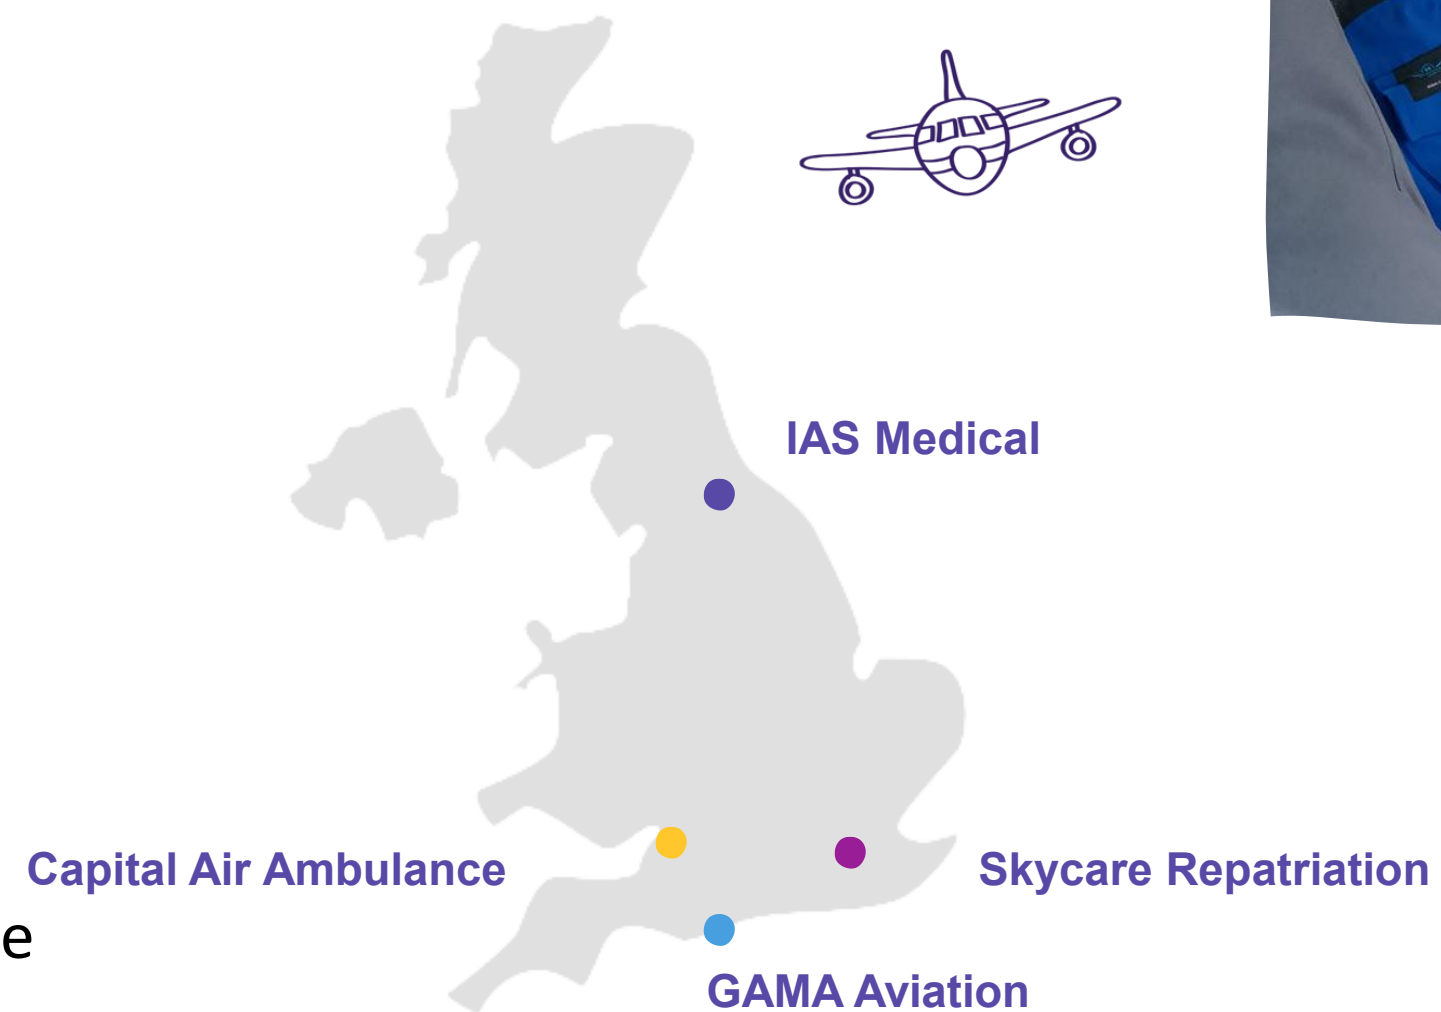 IAS Medical
Capital Air Ambulance
Skycare Repatriation
e
GAMA Aviation